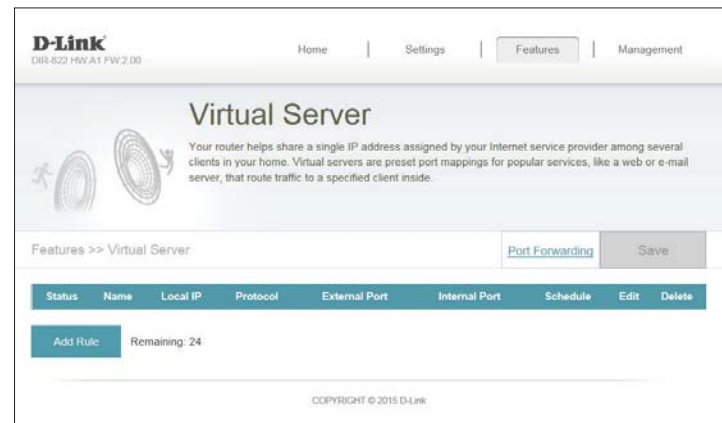 D-Link
DIR-822 HW:A1 FW:2.00
Home | Settings | Features | Management
Virtual Server
Your router helps share a single IP address assigned by your Internet service provider among several
clients in your home. Virtual servers are preset port mappings for popular services, like a web or e-mail
server, that route traffic to a specified client inside.
Features >> Virtual Server
Port Forwarding
Save
Status Name Local IP Protocol External Port Internal Port Schedule Edit Delete
Add Rule
Remaining: 24
COPYRIGHT © 2015 D-Link